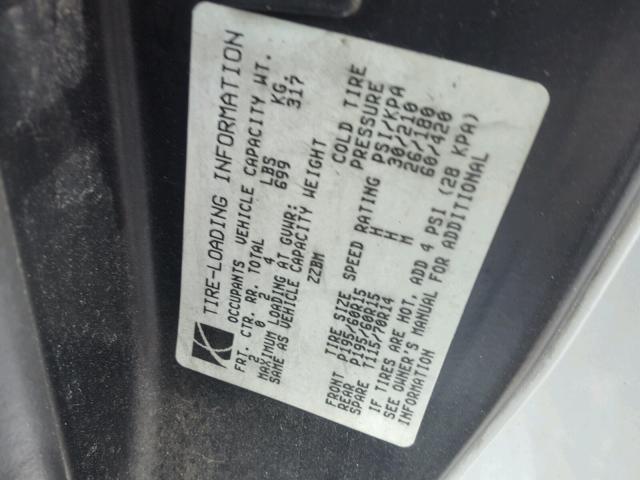 TIRE-LOADING INFORMATION
OCCUPANTS VEHICLE CAPACITY WT.
FRT. CTR. RR. TOTAL LBS KG.
2 0 2 4 699 317
MAXIMUM LOADING AT GVWR:
SAME AS VEHICLE CAPACITY WEIGHT
ZZBM
COLD TIRE
TIRE SIZE SPEED RATING PRESSURE
PSI/KPA
FRONT P195/60R15 H 30/210
REAR P195/60R15 H 26/180
SPARE T115/70R14 M 60/420
IF TIRES ARE HOT, ADD 4 PSI (28 KPA)
SEE OWNER'S MANUAL FOR ADDITIONAL
INFORMATION